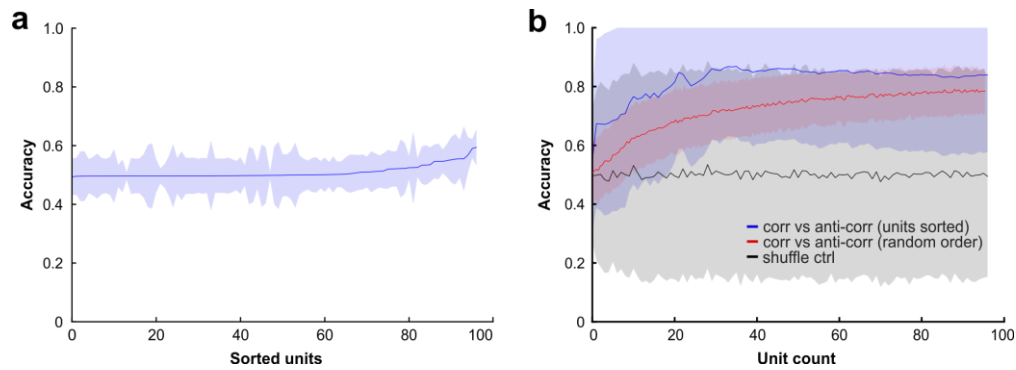 a
1.0
0.8
0.6
0.4
0.2
0
Accuracy
0 20 40 60 80 100
Sorted units
b
1.0
0.8
0.6
0.4
0.2
0
Accuracy
corr vs anti-corr (units sorted)
corr vs anti-corr (random order)
shuffle ctrl
0 20 40 60 80 100
Unit count